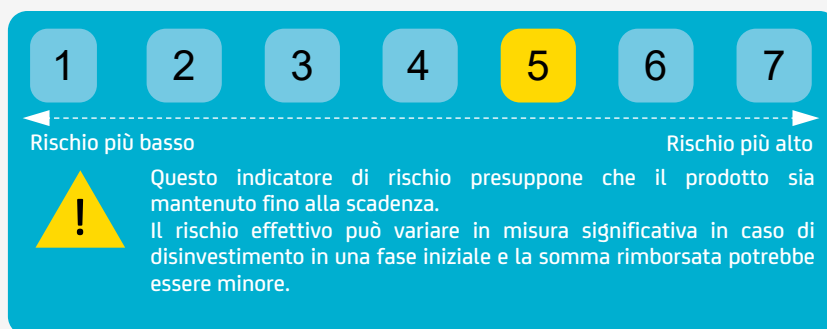 1 2 3 4 5 6 7
Rischio più basso Rischio più alto
Questo indicatore di rischio presuppone che il prodotto sia
mantenuto fino alla scadenza.
Il rischio effettivo può variare in misura significativa in caso di
disinvestimento in una fase iniziale e la somma rimborsata potrebbe
essere minore.
!